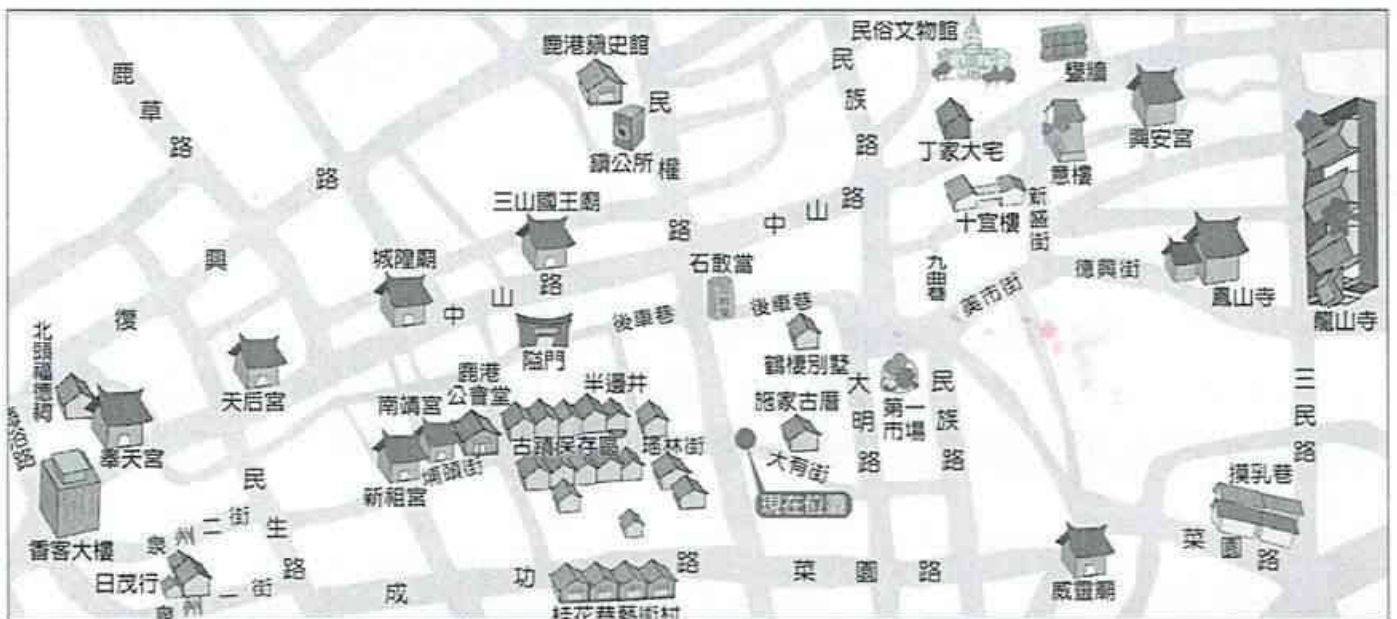 鹿草路
復興路
鹿港鎮史館
鎮公所
民權路
三山國王廟
城隍廟
中山路
中山路
隘門
後車巷
石敢當
後車巷
鶴棲別墅
民俗文物館
民族路
丁家大宅
十宜樓
意樓
新盛街
興安宮
九曲巷
美市街
德興街
鳳山寺
龍山寺
三民路
北頭福德祠
奉天宮
香客大樓
天后宮
民生路
泉州二街
日茂行
泉州一街
南靖宮
鹿港
公會堂
新祖宮
埔頭街
半邊井
古蹟保存區
瑤林街
施家古厝
大有街
大明路
第一
市場
民族路
現在位置
成功路
桂花巷藝術村
菜園路
威靈廟
摸乳巷
菜園路